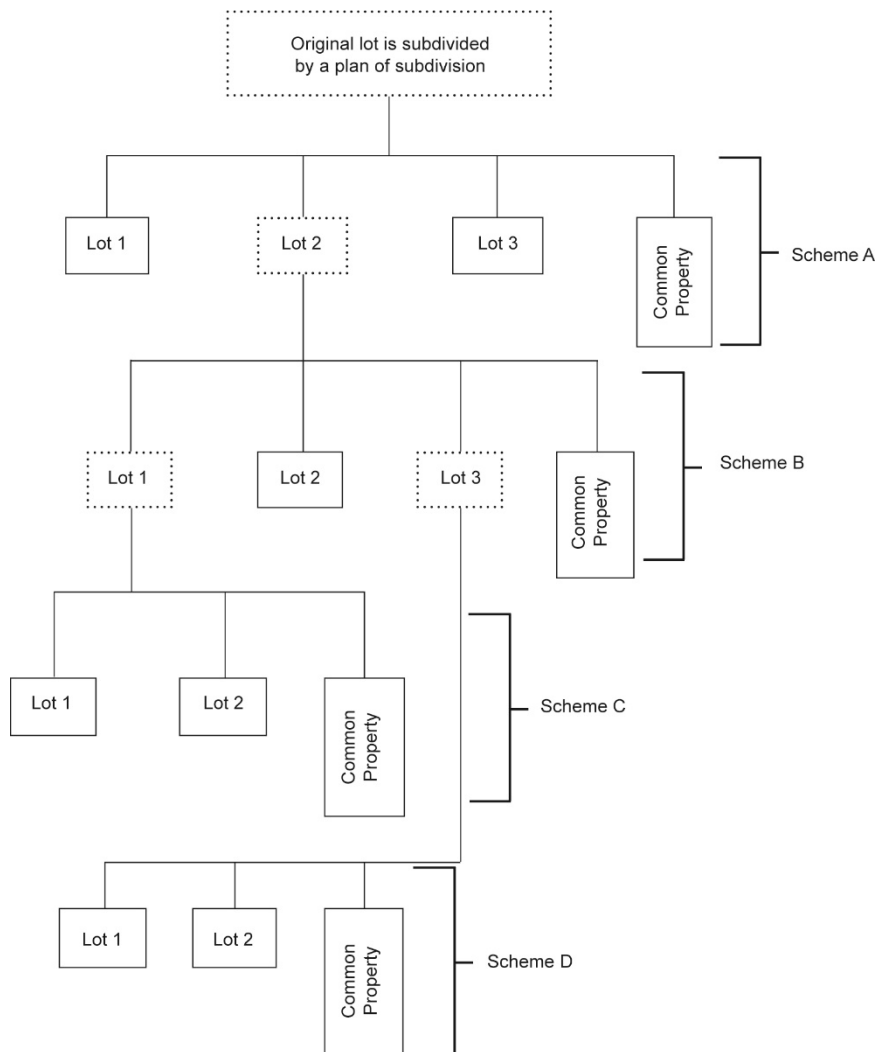 Original lot is subdivided
by a plan of subdivision
Lot 1
Lot 2
Lot 3
Common
Property
Scheme A
Lot 1
Lot 2
Lot 3
Common
Property
Scheme B
Lot 1
Lot 2
Common
Property
Scheme C
Lot 1
Lot 2
Common
Property
Scheme D